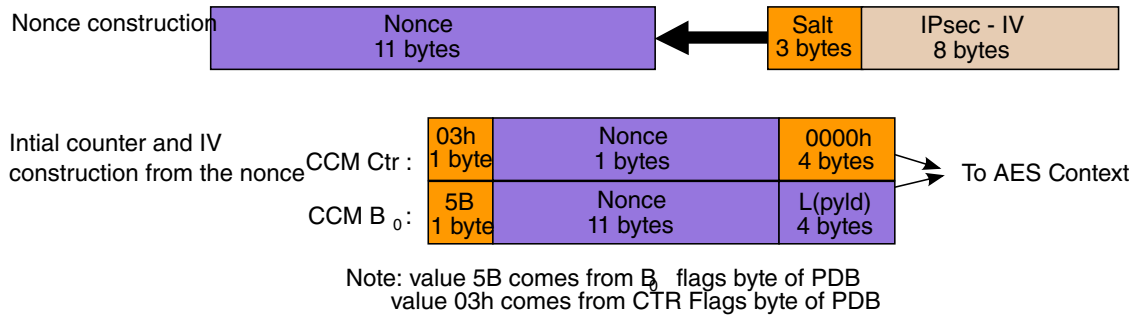 Nonce construction
Nonce
11 bytes
Salt
3 bytes
IPsec - IV
8 bytes
Intial counter and IV
construction from the nonce
CCM Ctr :
03h
1 byte
Nonce
1 bytes
0000h
4 bytes
To AES Context
CCM B 0 :
5B
1 byte
Nonce
11 bytes
L(pyld)
4 bytes
Note: value 5B comes from B0 flags byte of PDB
value 03h comes from CTR Flags byte of PDB